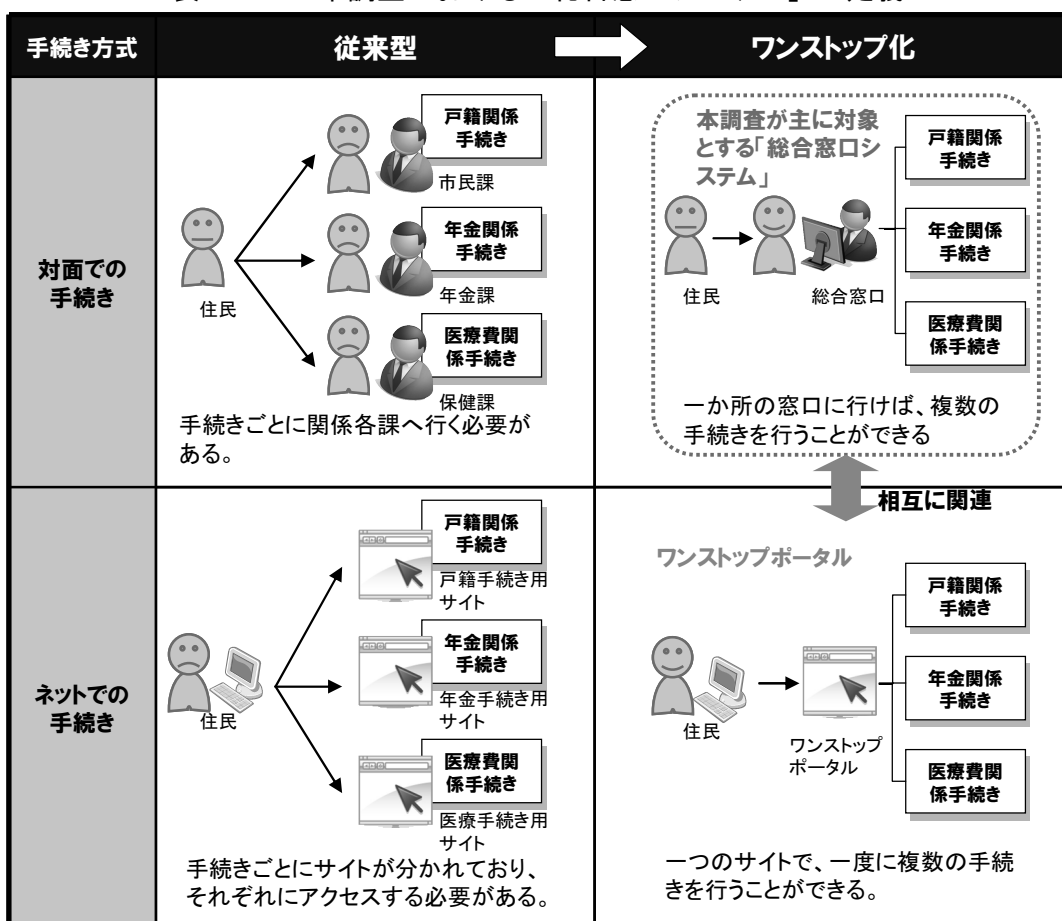 手続き方式
従来型
ワンストップ化
対面での
手続き
住民
戸籍関係
手続き
市民課
年金関係
手続き
年金課
医療費関
係手続き
保健課
手続きごとに関係各課へ行く必要が
ある。
本調査が主に対象
とする「総合窓口シ
ステム」
住民
総合窓口
戸籍関係
手続き
年金関係
手続き
医療費関
係手続き
一か所の窓口に行けば、複数の
手続きを行うことができる
相互に関連
ネットでの
手続き
住民
戸籍関係
手続き
戸籍手続き用
サイト
年金関係
手続き
年金手続き用
サイト
医療費関
係手続き
医療手続き用
サイト
手続きごとにサイトが分かれており、
それぞれにアクセスする必要がある。
ワンストップポータル
住民
ワンストップ
ポータル
戸籍関係
手続き
年金関係
手続き
医療費関
係手続き
一つのサイトで、一度に複数の手続
きを行うことができる。